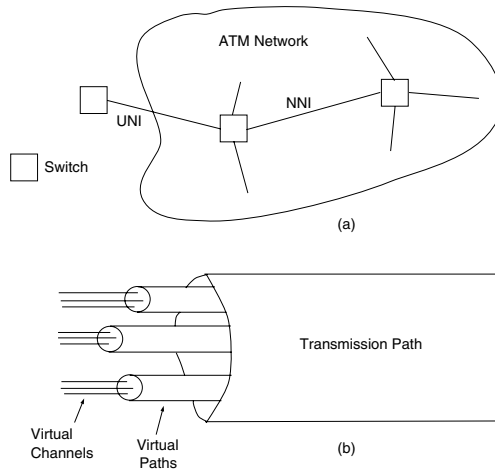 ATM Network
NNI
UNI
Switch
(a)
Transmission Path
Virtual
Channels
Virtual
Paths
(b)